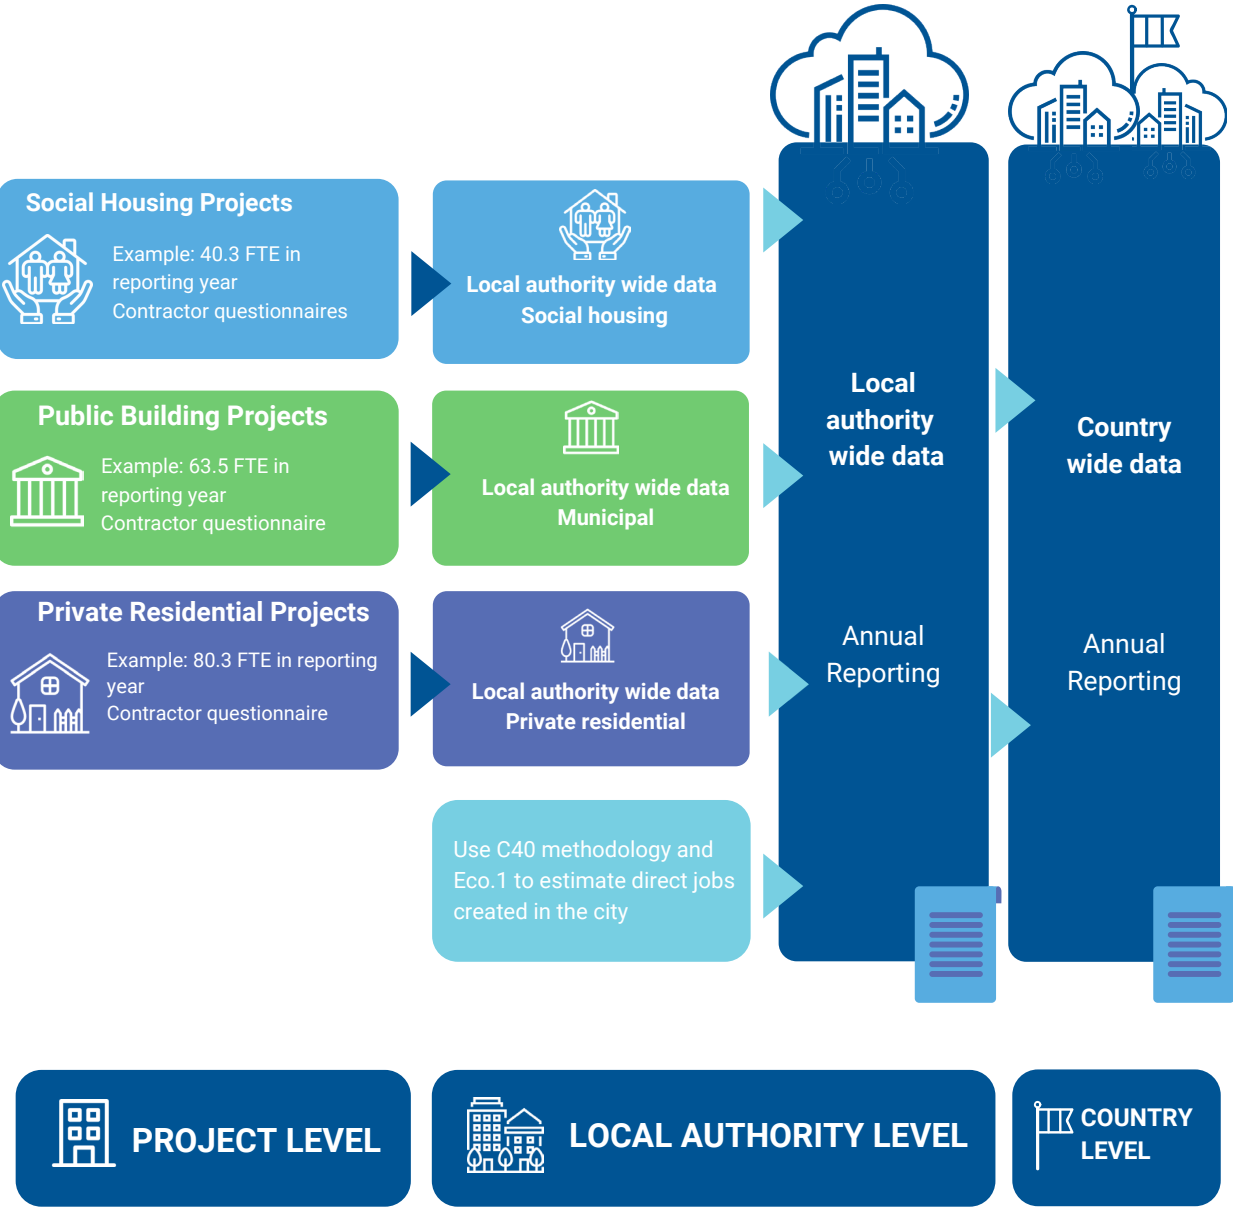 Social Housing Projects
Example: 40.3 FTE in
reporting year
Contractor questionnaires
Local authority wide data
Social housing
Public Building Projects
Example: 63.5 FTE in
reporting year
Contractor questionnaire
Local authority wide data
Municipal
Private Residential Projects
Example: 80.3 FTE in reporting
year
Contractor questionnaire
Local authority wide data
Private residential
Use C40 methodology and
Eco.1 to estimate direct jobs
created in the city
Local
authority
wide data
Annual
Reporting
Country
wide data
Annual
Reporting
PROJECT LEVEL
LOCAL AUTHORITY LEVEL
COUNTRY
LEVEL